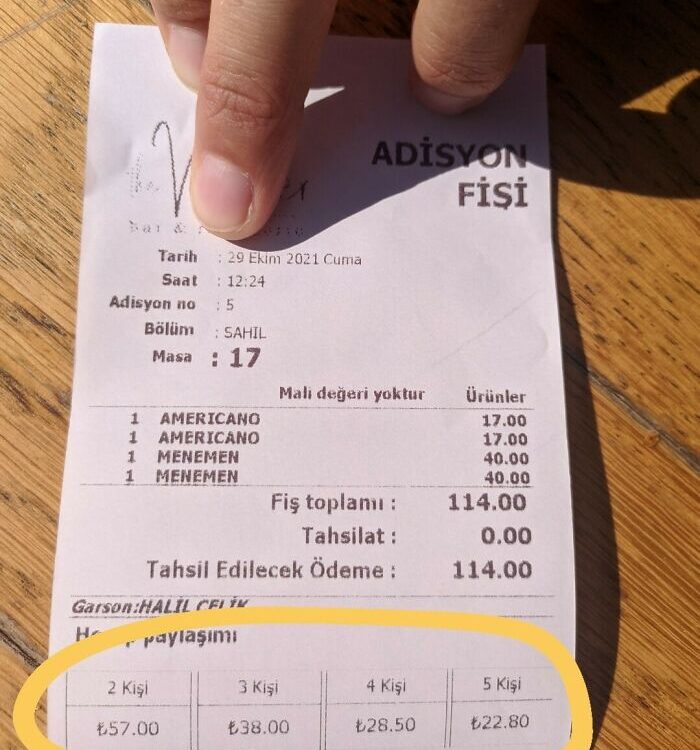 ADİSYON
FİŞİ
Tarih : 29 Ekim 2021 Cuma
Saat : 12:24
Adisyon no : 5
Bölüm : SAHIL
Masa : 17
Mali değeri yoktur Ürünler
1 AMERICANO 17.00
1 AMERICANO 17.00
1 MENEMEN 40.00
1 MENEMEN 40.00
Fiş toplamı : 114.00
Tahsilat : 0.00
Tahsil Edilecek Ödeme : 114.00
Garson:HALİL ÇELİK
Hesap paylaşımı
2 Kişi 3 Kişi 4 Kişi 5 Kişi
₺57.00 ₺38.00 ₺28.50 ₺22.80